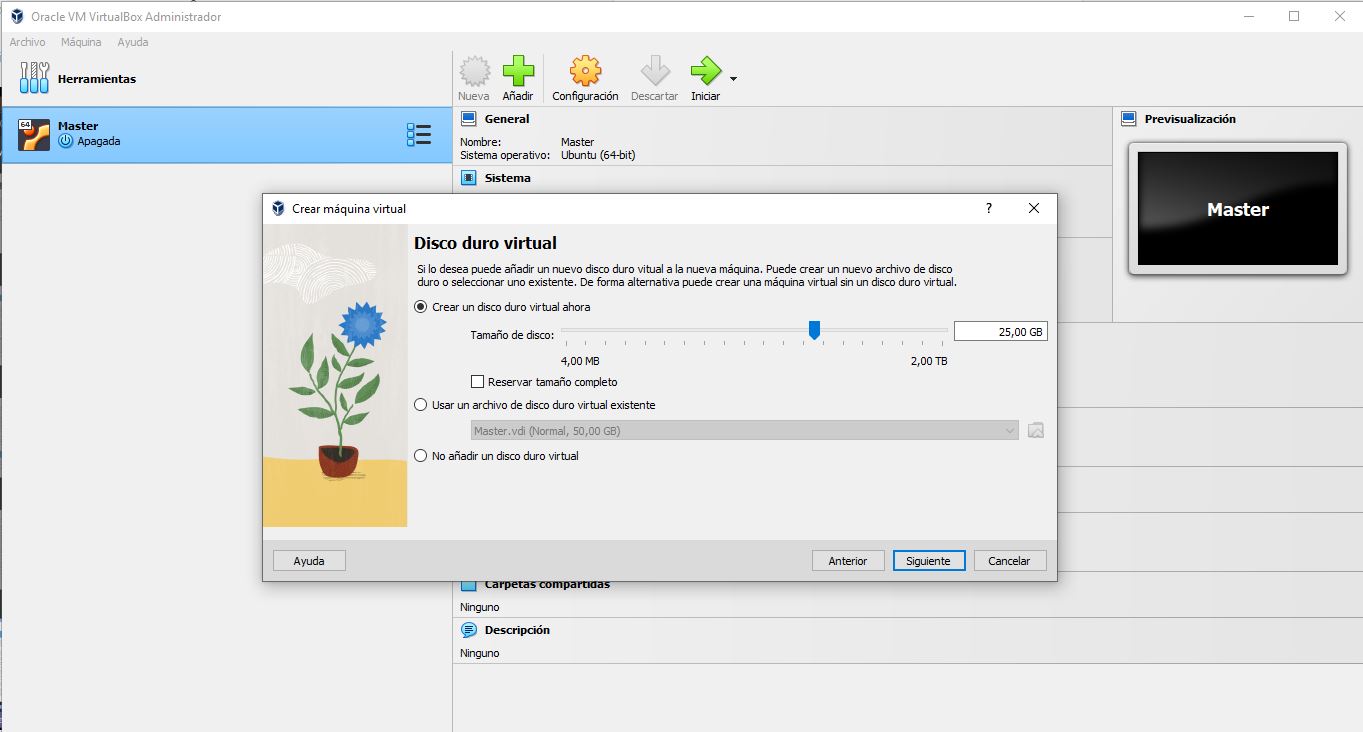 Oracle VM VirtualBox Administrador
Archivo Máquina Ayuda
Herramientas
Nueva Añadir Configuración Descartar Iniciar
64
Master
Apagada
General
Nombre: Master
Sistema operativo: Ubuntu (64-bit)
Sistema
Previsualización
Master
Crear máquina virtual
?
Disco duro virtual
Si lo desea puede añadir un nuevo disco duro vitual a la nueva máquina. Puede crear un nuevo archivo de disco
duro o seleccionar uno existente. De forma alternativa puede crear una máquina virtual sin un disco duro virtual.
Crear un disco duro virtual ahora
Tamaño de disco: 25,00 GB
4,00 MB 2,00 TB
Reservar tamaño completo
Usar un archivo de disco duro virtual existente
Master.vdi (Normal, 50,00 GB)
No añadir un disco duro virtual
Ayuda Anterior Siguiente Cancelar
Carpetas compartidas
Ninguno
Descripción
Ninguno